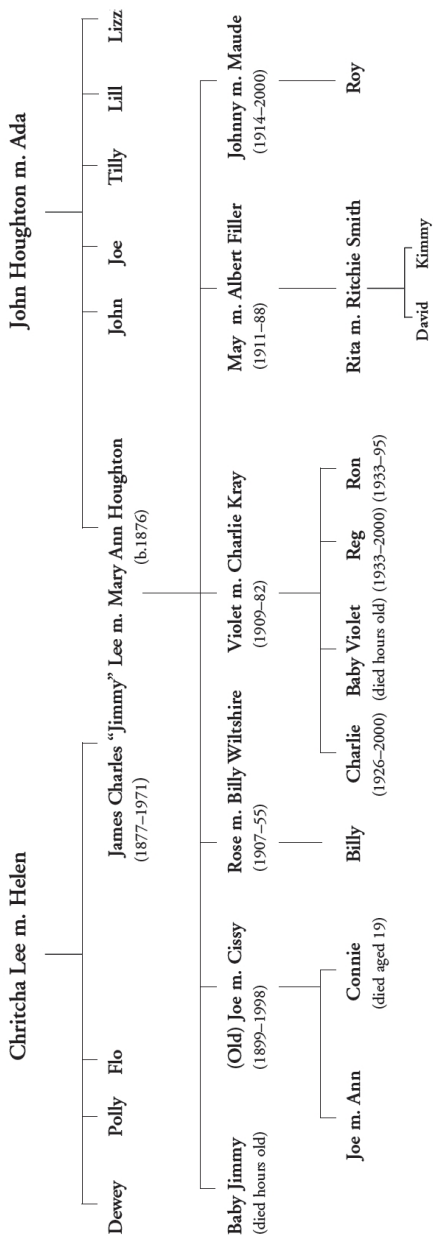 Chritcha Lee m. Helen
John Houghton m. Ada
Dewey Polly Flo James Charles “Jimmy” Lee m. Mary Ann Houghton John Joe Tilly Lill Lizz
(1877–1971) (b.1876)
Baby Jimmy (Old) Joe m. Cissy Rose m. Billy Wiltshire Violet m. Charlie Kray May m. Albert Filler Johnny m. Maude
(died hours old) (1899–1998) (1907–55) (1909–82) (1911–88) (1914–2000)
Joe m. Ann Connie Billy Charlie Baby Violet Reg Ron Rita m. Ritchie Smith Roy
(died aged 19) (1926–2000) (died hours old) (1933–2000) (1933–95)
David Kimmy